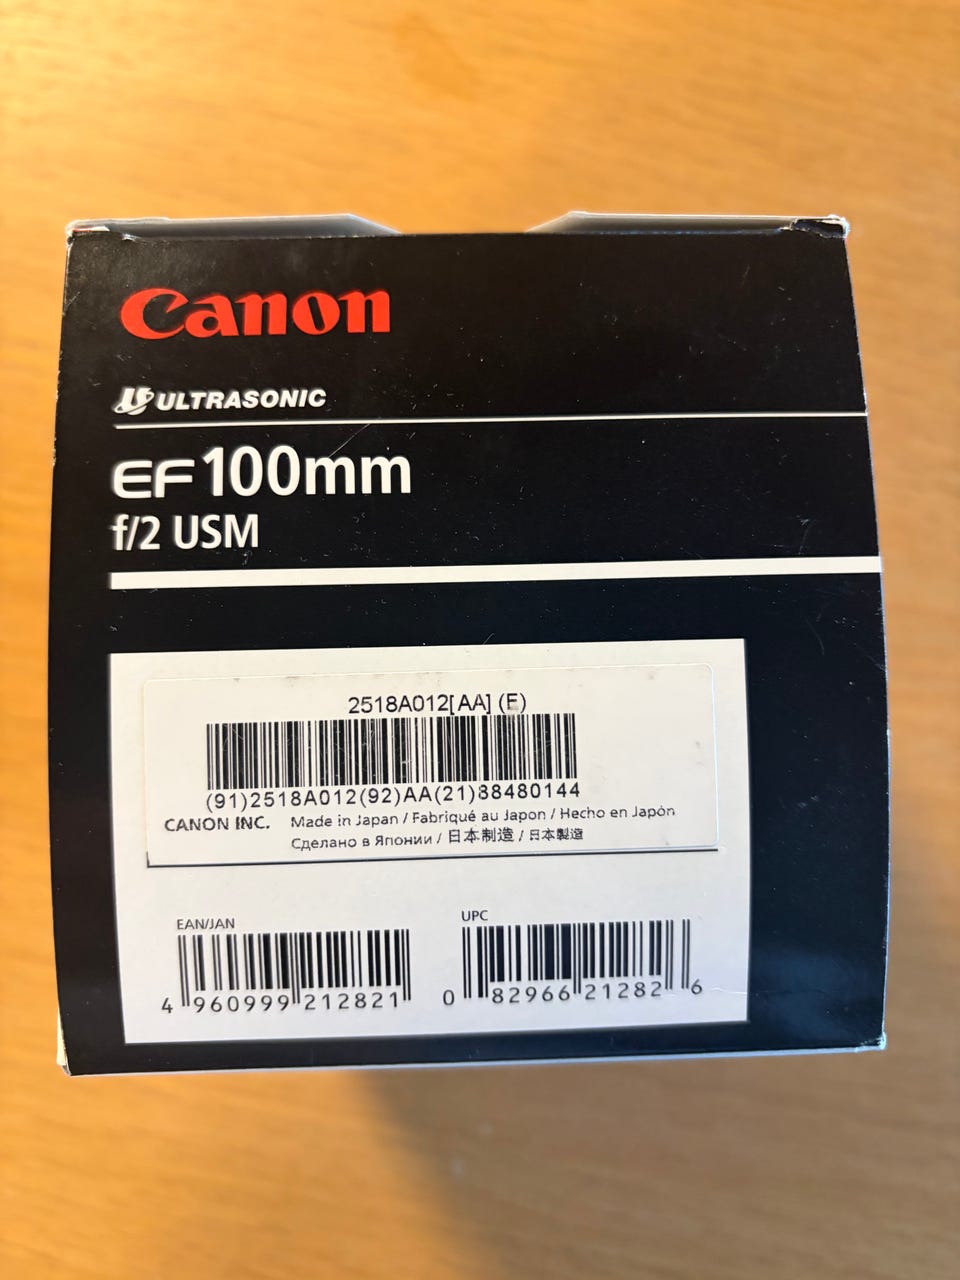 Canon
ULTRASONIC
EF100mm
f/2 USM
2518A012[AA] (E)
(91)2518A012(92)AA(21)88480144
CANON INC. Made in Japan / Fabriqué au Japon / Hecho en Japón
Сделано в Японии / 日本制造 / 日本製造
EAN/JAN
4 960999 212821
UPC
0 82966 21282 6